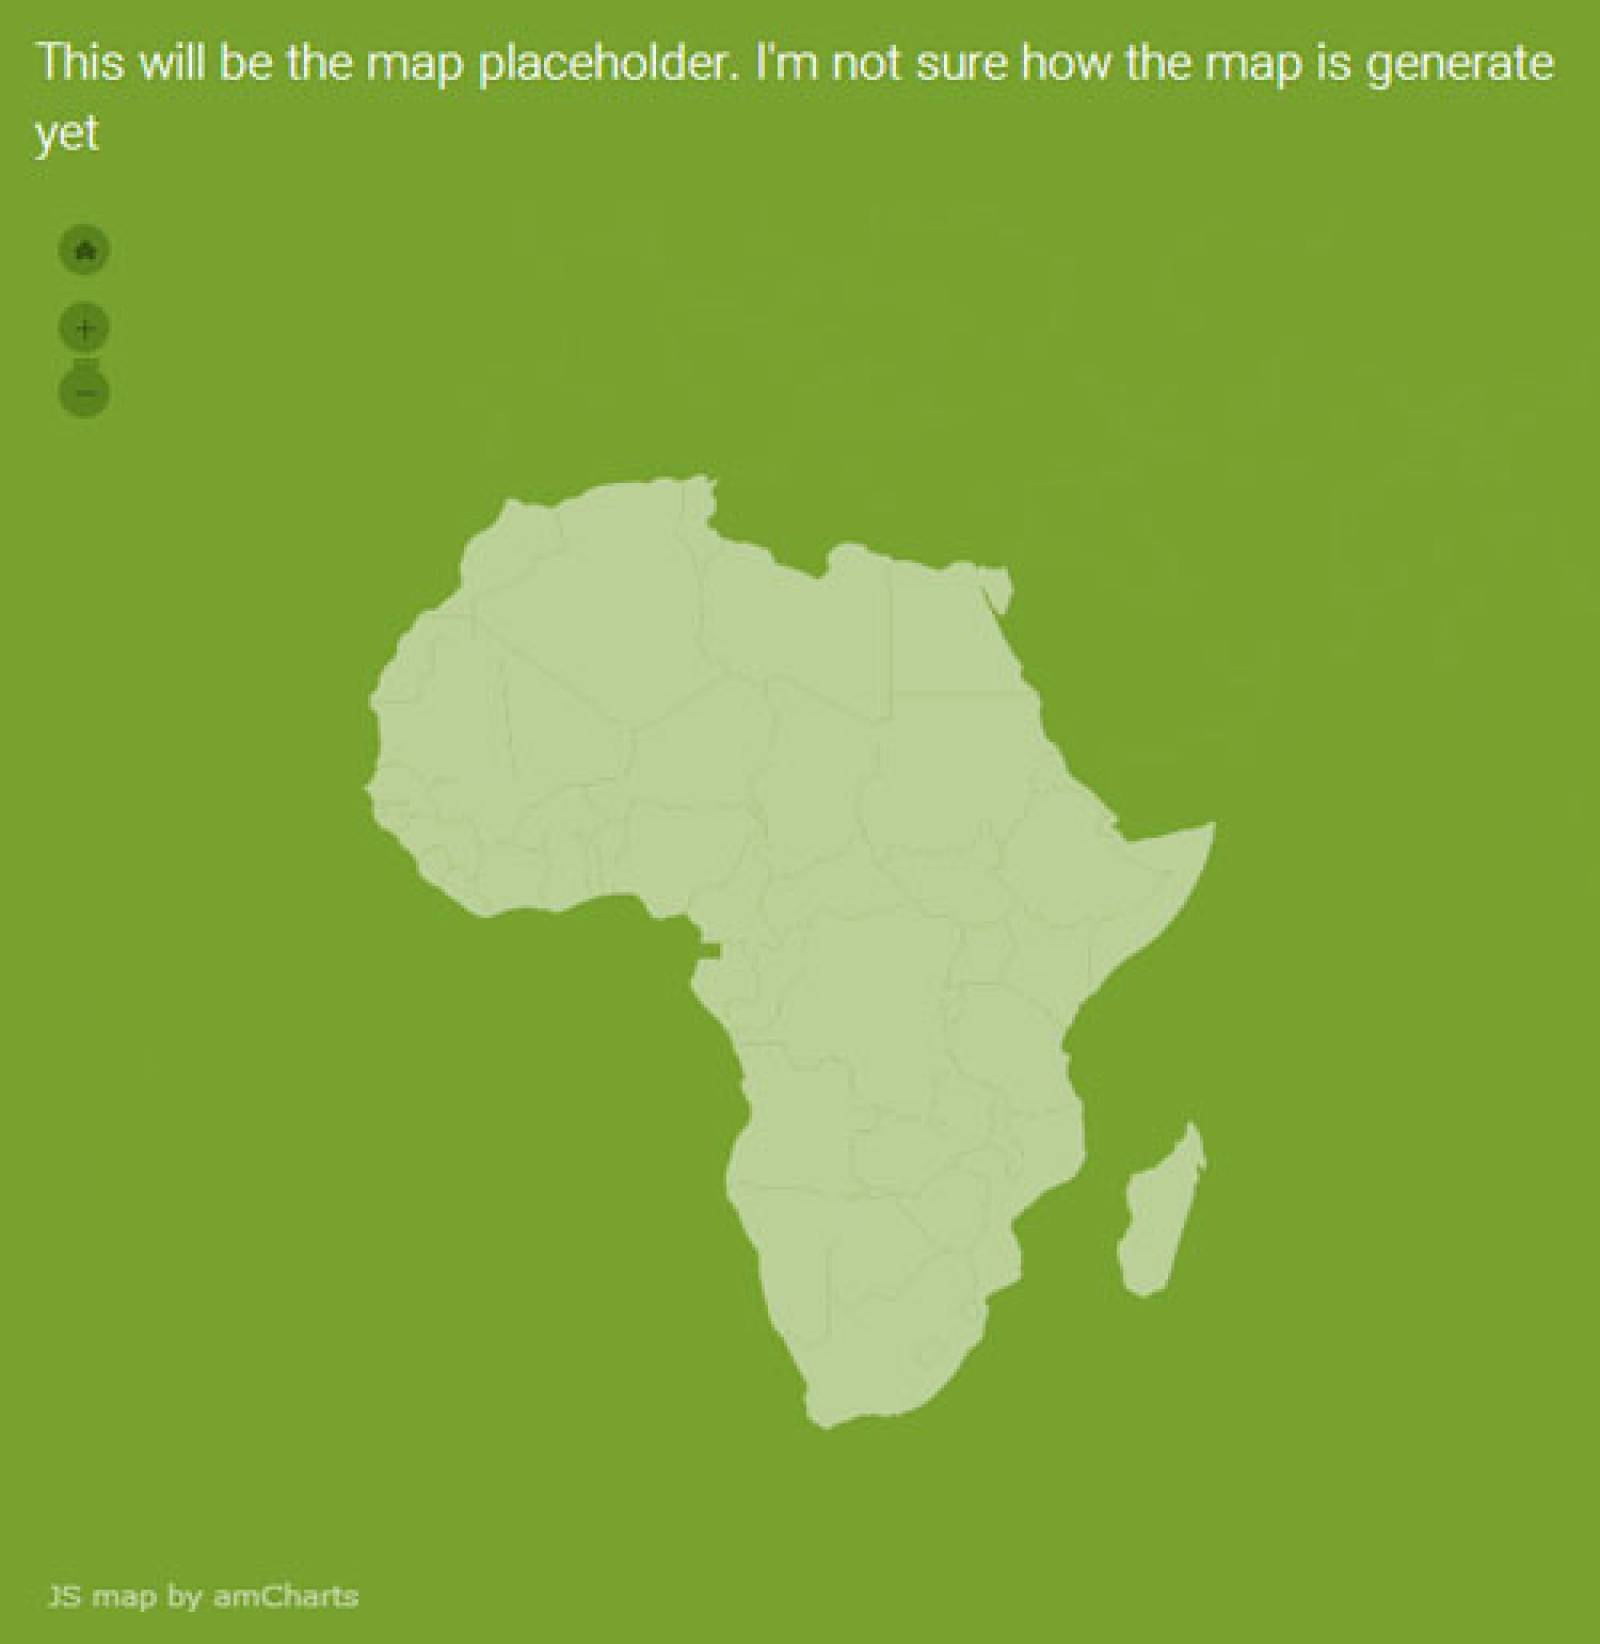 This will be the map placeholder. I'm not sure how the map is generate
yet
JS map by amCharts